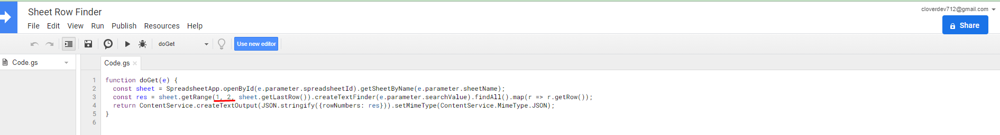 Sheet Row Finder
cloverdev712@gmail.com
File Edit View Run Publish Resources Help
Share
doGet
Use new editor
Code.gs
Code.gs
1 function doGet(e) {
2 const sheet = SpreadsheetApp.openById(e.parameter.spreadsheetId).getSheetByName(e.parameter.sheetName);
3 const res = sheet.getRange(1, 2, sheet.getLastRow()).createTextFinder(e.parameter.searchValue).findAll().map(r => r.getRow());
4 return ContentService.createTextOutput(JSON.stringify({rowNumbers: res})).setMimeType(ContentService.MimeType.JSON);
5 }
6